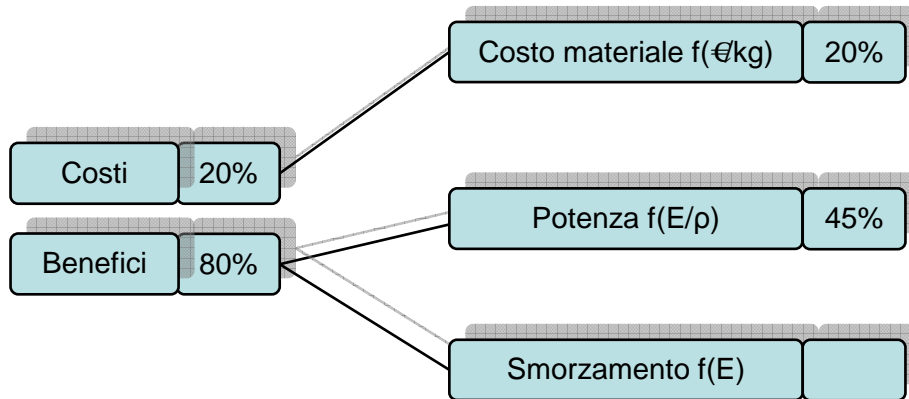 Costo materiale f(€/kg) 20%
Costi 20%
Potenza f(E/ρ) 45%
Benefici 80%
Smorzamento f(E)